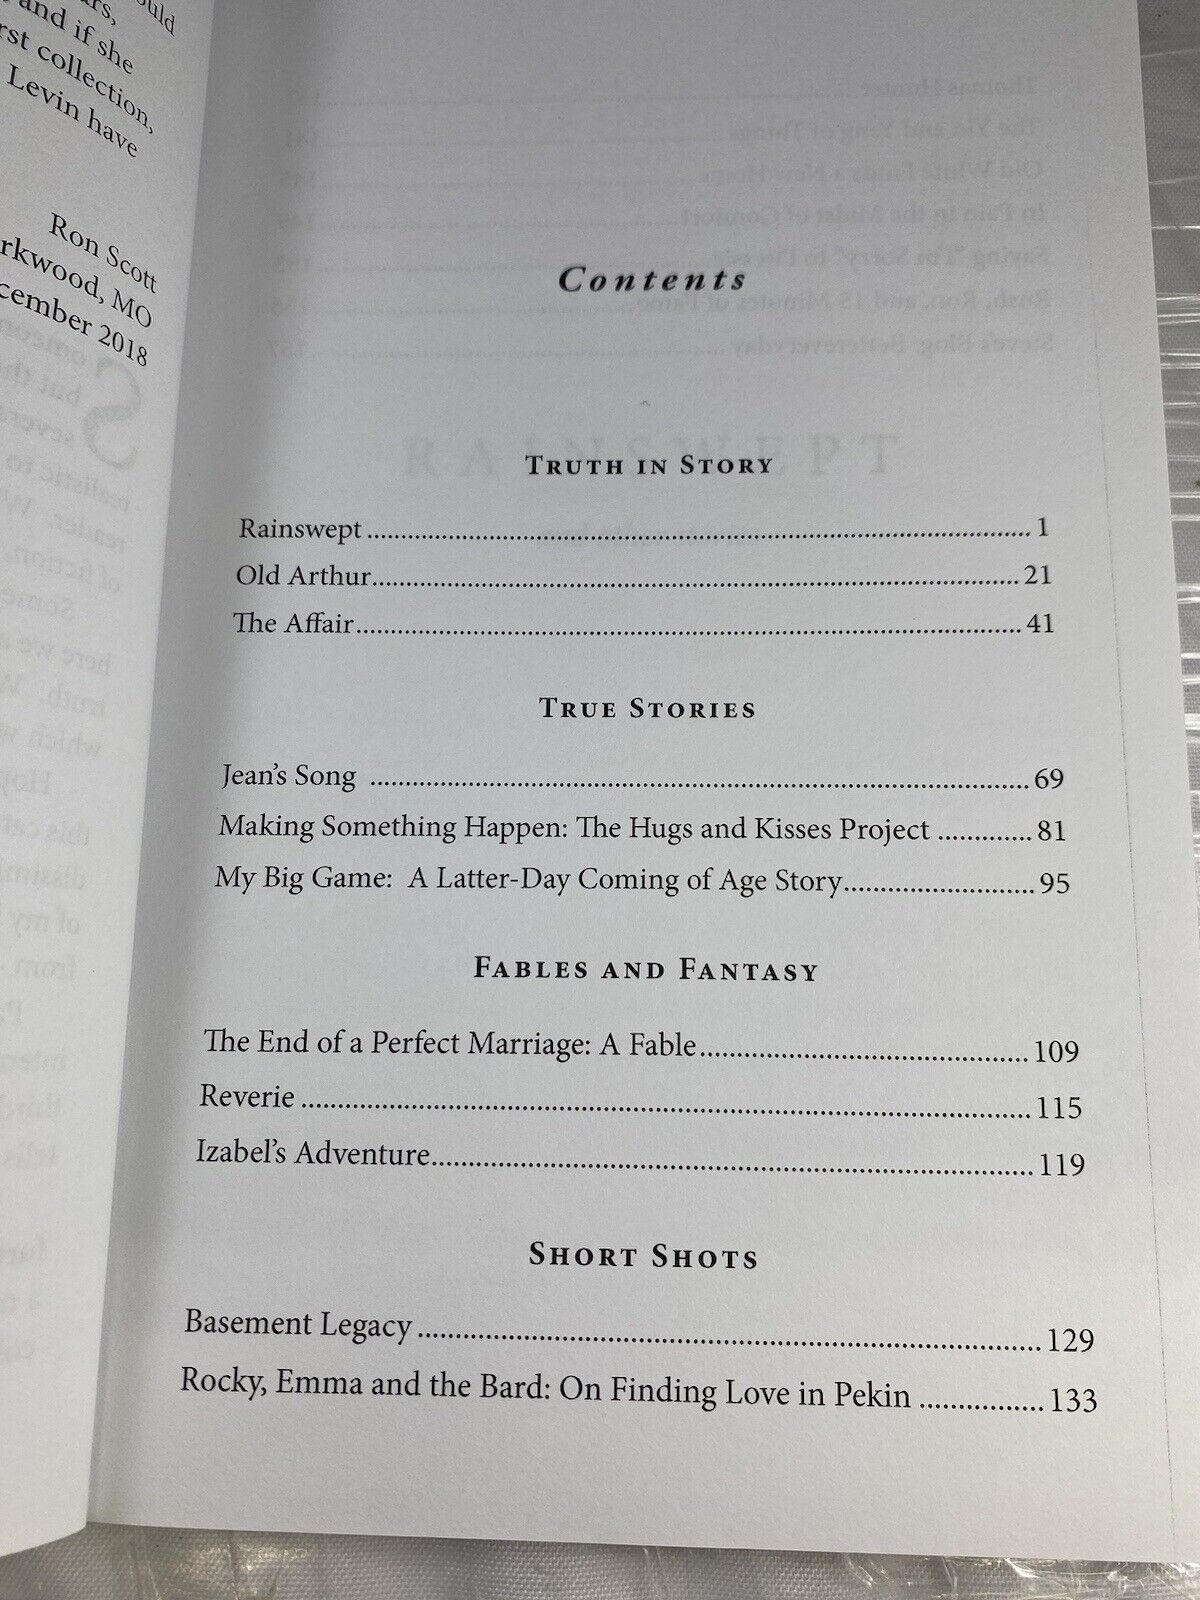 ould
and if she
rst collection,
Levin have
Ron Scott
rkwood, MO
cember 2018
Contents
TRUTH IN STORY
Rainswept ........ 1
Old Arthur........ 21
The Affair........ 41
TRUE STORIES
Jean's Song ........ 69
Making Something Happen: The Hugs and Kisses Project ........ 81
My Big Game: A Latter-Day Coming of Age Story........ 95
FABLES AND FANTASY
The End of a Perfect Marriage: A Fable........ 109
Reverie ........ 115
Izabel's Adventure........ 119
SHORT SHOTS
Basement Legacy ........ 129
Rocky, Emma and the Bard: On Finding Love in Pekin ........ 133